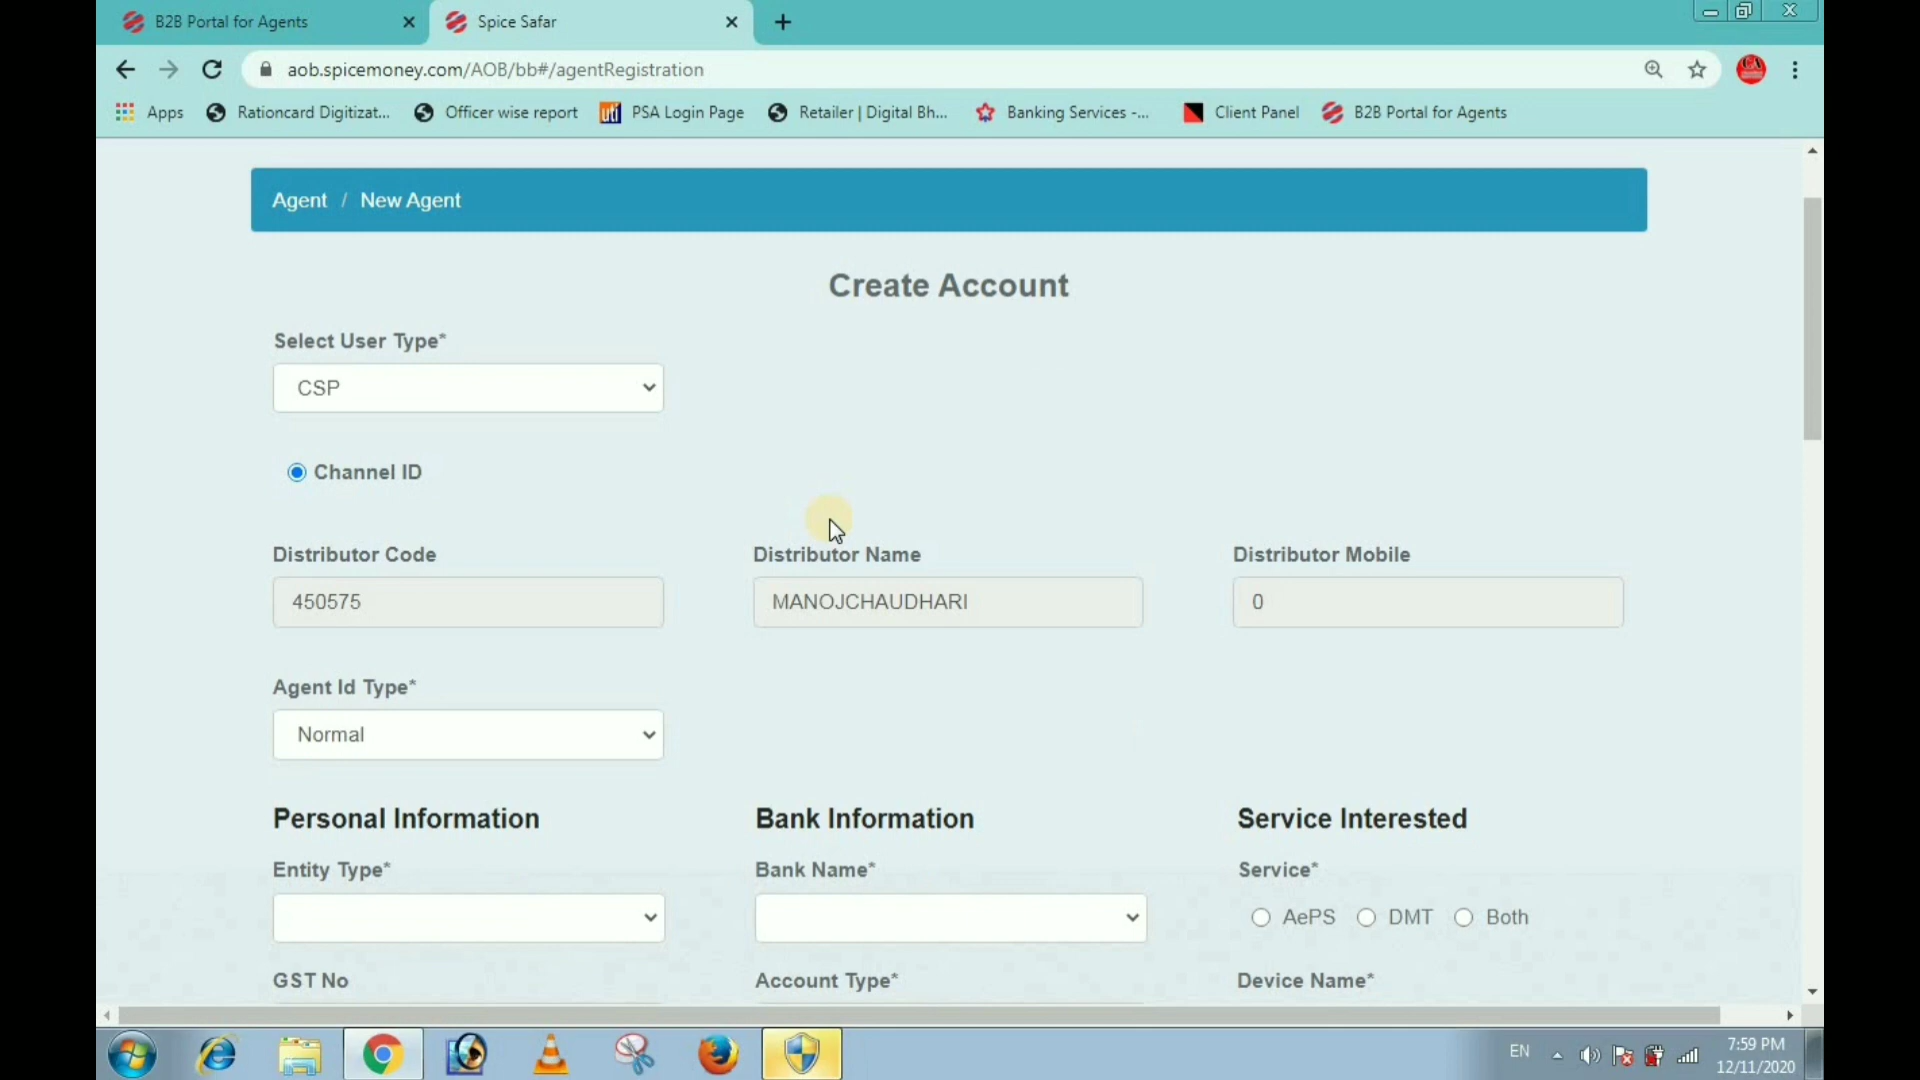 B2B Portal for Agents
Spice Safar
aob.spicemoney.com/AOB/bb#/agentRegistration
Apps
Rationcard Digitizat...
Officer wise report
uti
PSA Login Page
Retailer | Digital Bh...
Banking Services -...
Client Panel
B2B Portal for Agents
Agent / New Agent
Create Account
Select User Type*
CSP
Channel ID
Distributor Code
Distributor Name
Distributor Mobile
450575
MANOJCHAUDHARI
0
Agent Id Type*
Normal
Personal Information
Bank Information
Service Interested
Entity Type*
Bank Name*
Service*
AePS
DMT
Both
GST No
Account Type*
Device Name*
EN
7:59 PM
12/11/2020